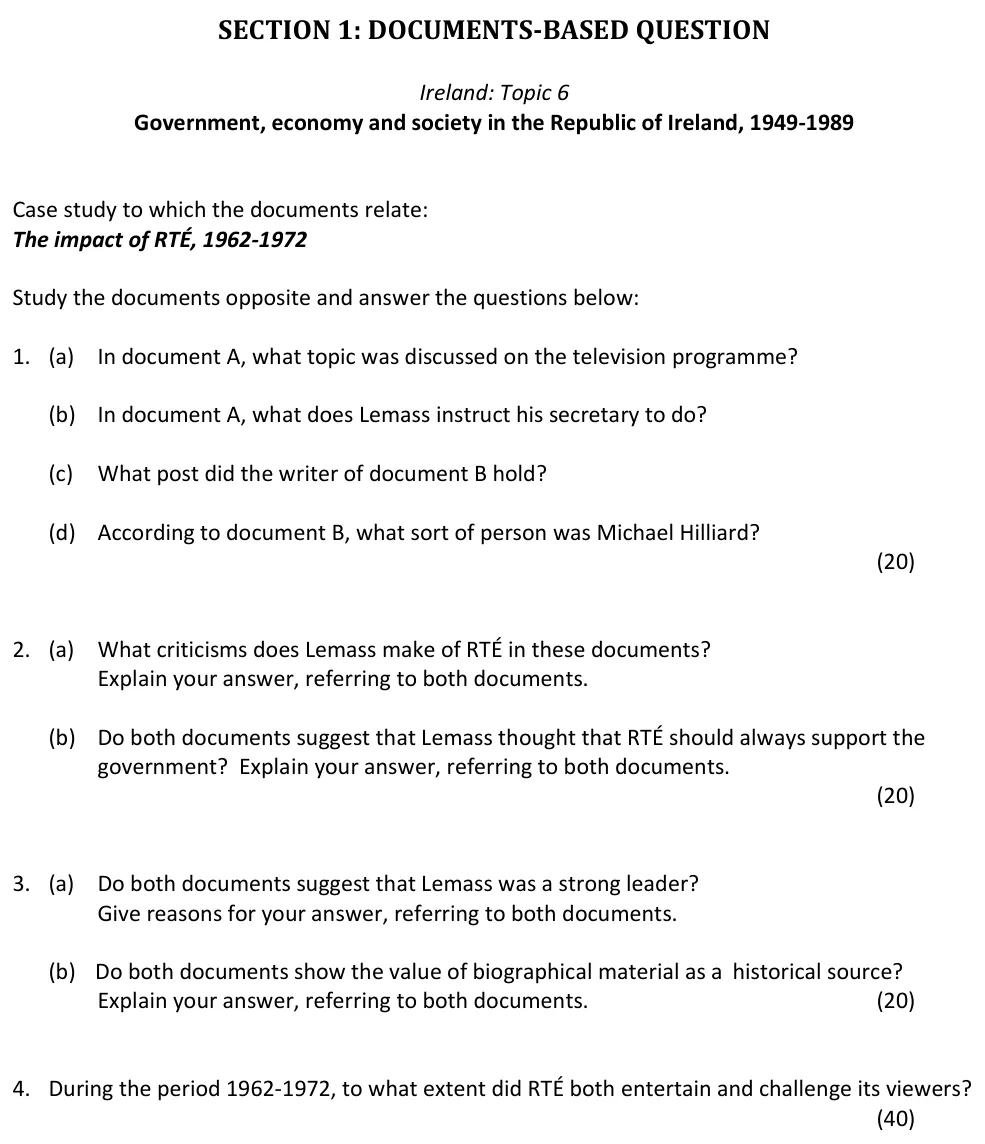 SECTION 1: DOCUMENTS-BASED QUESTION
Ireland: Topic 6
Government, economy and society in the Republic of Ireland, 1949-1989
Case study to which the documents relate:
The impact of RTÉ, 1962-1972
Study the documents opposite and answer the questions below:
1. (a) In document A, what topic was discussed on the television programme?
(b) In document A, what does Lemass instruct his secretary to do?
(c) What post did the writer of document B hold?
(d) According to document B, what sort of person was Michael Hilliard?
(20)
2. (a) What criticisms does Lemass make of RTÉ in these documents?
Explain your answer, referring to both documents.
(b) Do both documents suggest that Lemass thought that RTÉ should always support the
government? Explain your answer, referring to both documents.
(20)
3. (a) Do both documents suggest that Lemass was a strong leader?
Give reasons for your answer, referring to both documents.
(b) Do both documents show the value of biographical material as a historical source?
Explain your answer, referring to both documents. (20)
4. During the period 1962-1972, to what extent did RTÉ both entertain and challenge its viewers?
(40)